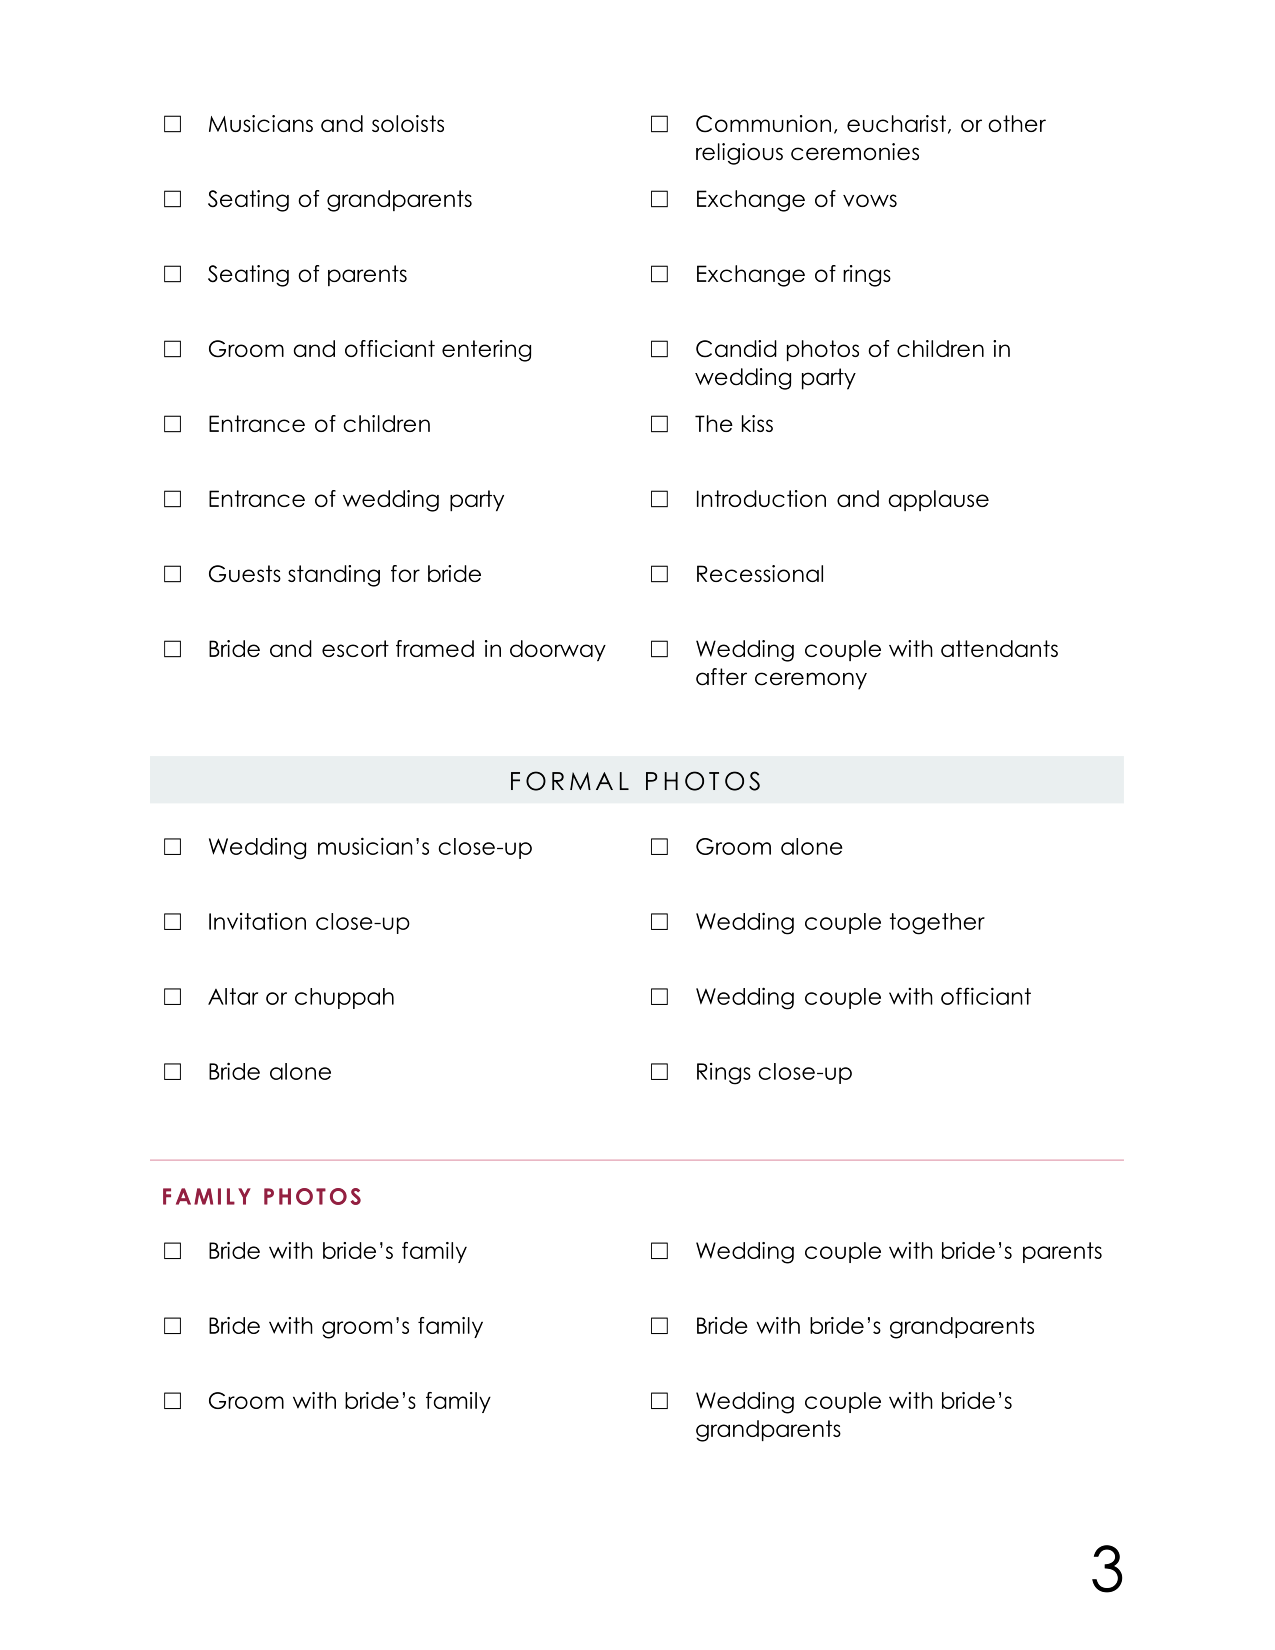 ☐ Musicians and soloists
☐ Seating of grandparents
☐ Seating of parents
☐ Groom and officiant entering
☐ Entrance of children
☐ Entrance of wedding party
☐ Guests standing for bride
☐ Bride and escort framed in doorway
☐ Communion, eucharist, or other
religious ceremonies
☐ Exchange of vows
☐ Exchange of rings
☐ Candid photos of children in
wedding party
☐ The kiss
☐ Introduction and applause
☐ Recessional
☐ Wedding couple with attendants
after ceremony
FORMAL PHOTOS
☐ Wedding musician’s close-up
☐ Invitation close-up
☐ Altar or chuppah
☐ Bride alone
☐ Groom alone
☐ Wedding couple together
☐ Wedding couple with officiant
☐ Rings close-up
FAMILY PHOTOS
☐ Bride with bride’s family
☐ Bride with groom’s family
☐ Groom with bride’s family
☐ Wedding couple with bride’s parents
☐ Bride with bride’s grandparents
☐ Wedding couple with bride’s
grandparents
3